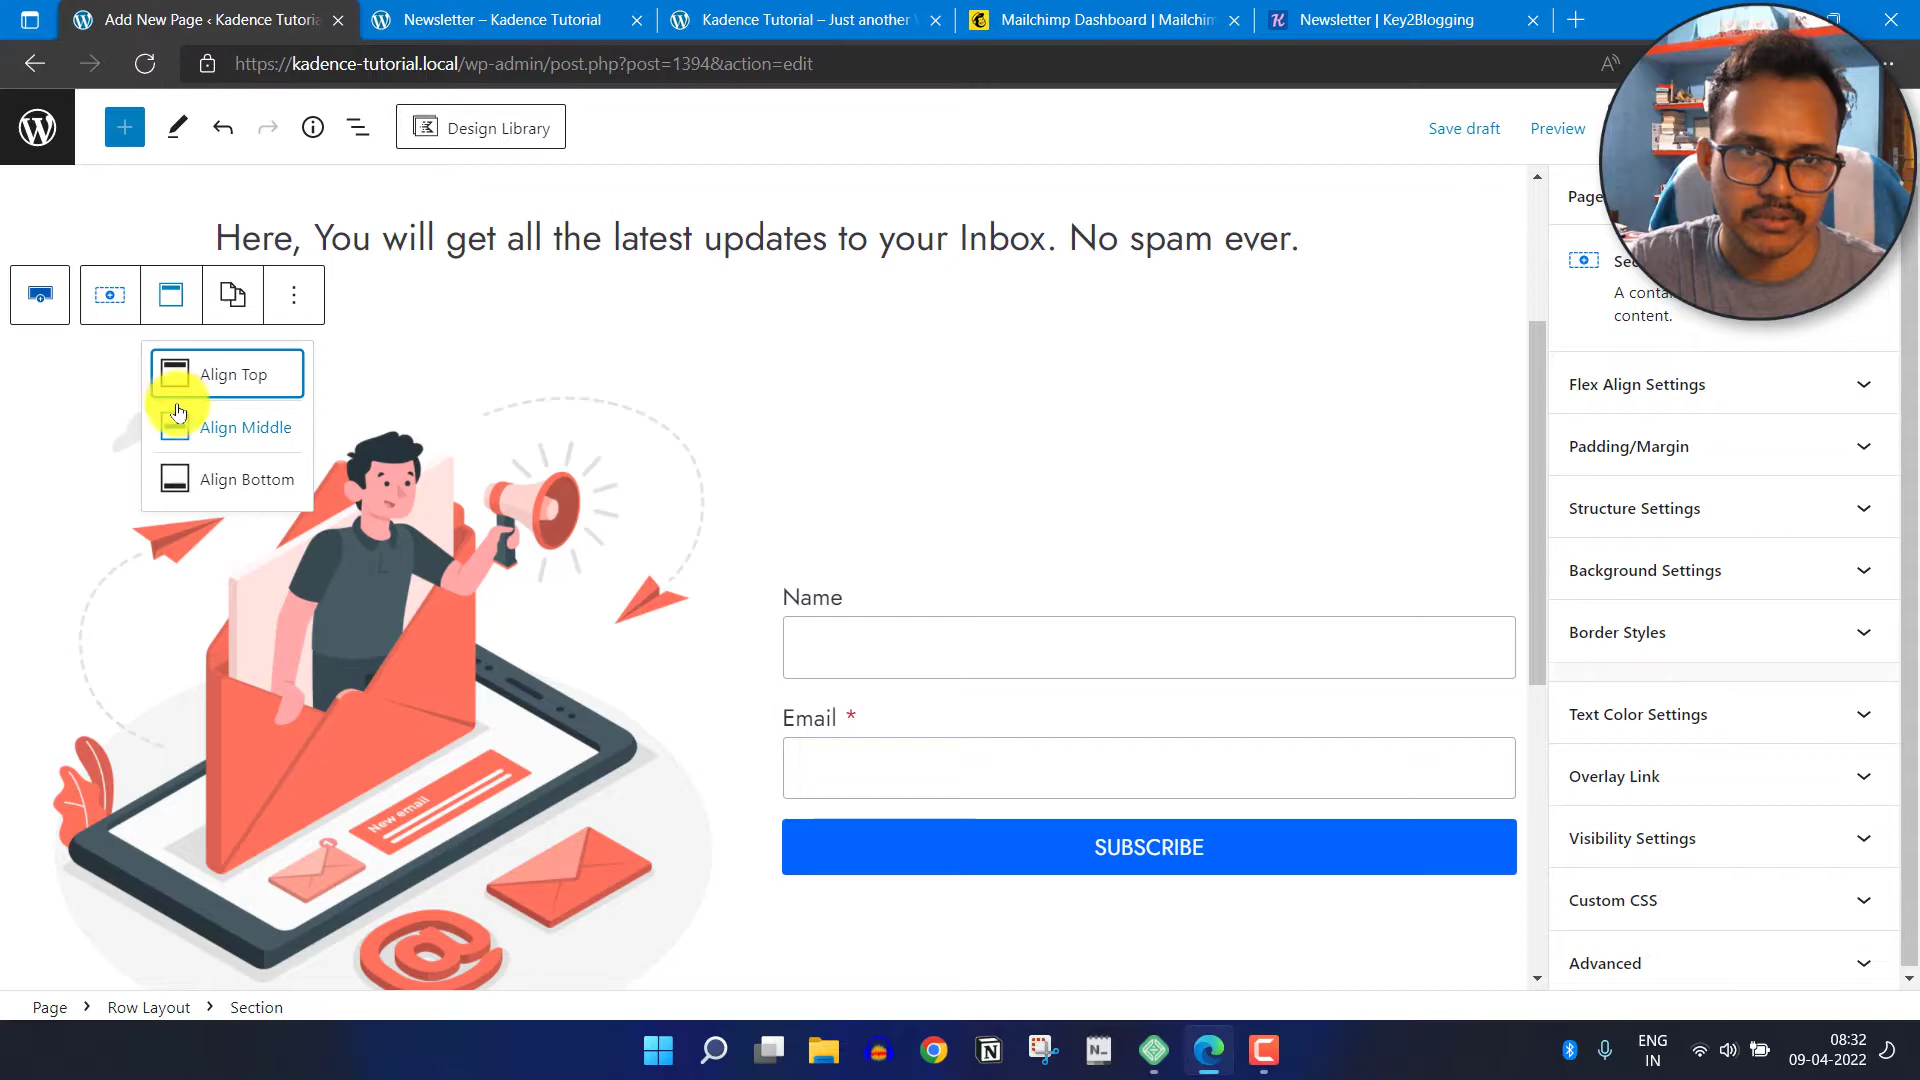 Add New Page ‹ Kadence Tutoria
Newsletter – Kadence Tutorial
Kadence Tutorial – Just another
Mailchimp Dashboard | Mailchim
Newsletter | Key2Blogging
https://kadence-tutorial.local/wp-admin/post.php?post=1394&action=edit
Design Library
Save draft
Preview
Here, You will get all the latest updates to your Inbox. No spam ever.
Align Top
Align Middle
Align Bottom
New email
Name
Email *
SUBSCRIBE
Page
Sec
A conta
content.
Flex Align Settings
Padding/Margin
Structure Settings
Background Settings
Border Styles
Text Color Settings
Overlay Link
Visibility Settings
Custom CSS
Advanced
Page
Row Layout
Section
ENG
IN
08:32
09-04-2022